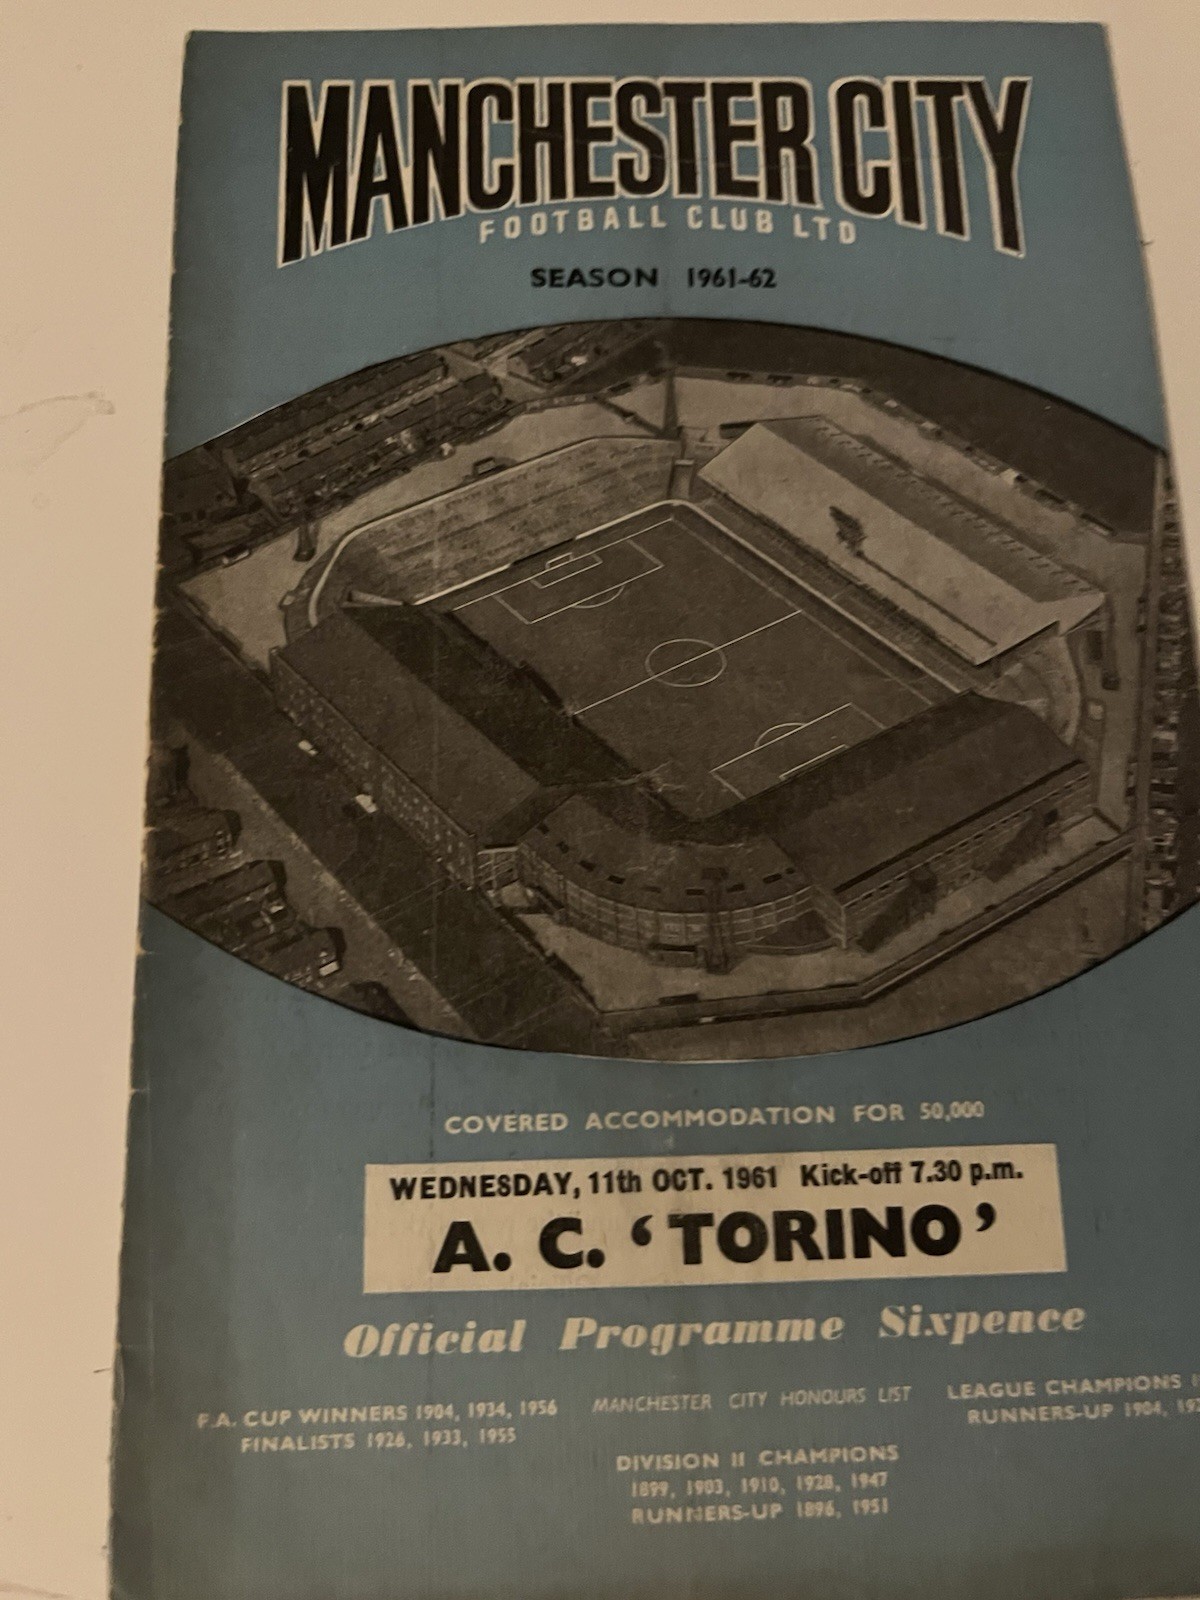 MANCHESTER CITY
FOOTBALL CLUB LTD
SEASON 1961-62
COVERED ACCOMMODATION FOR 50,000
WEDNESDAY, 11th OCT. 1961 Kick-off 7.30 p.m.
A. C. ‘TORINO’
Official Programme Sixpence
MANCHESTER CITY HONOURS LIST
F.A. CUP WINNERS 1904, 1934, 1956
FINALISTS 1926, 1933, 1955
LEAGUE CHAMPIONS
RUNNERS-UP 1904,
DIVISION II CHAMPIONS
1899, 1903, 1910, 1928, 1947
RUNNERS-UP 1896, 1951